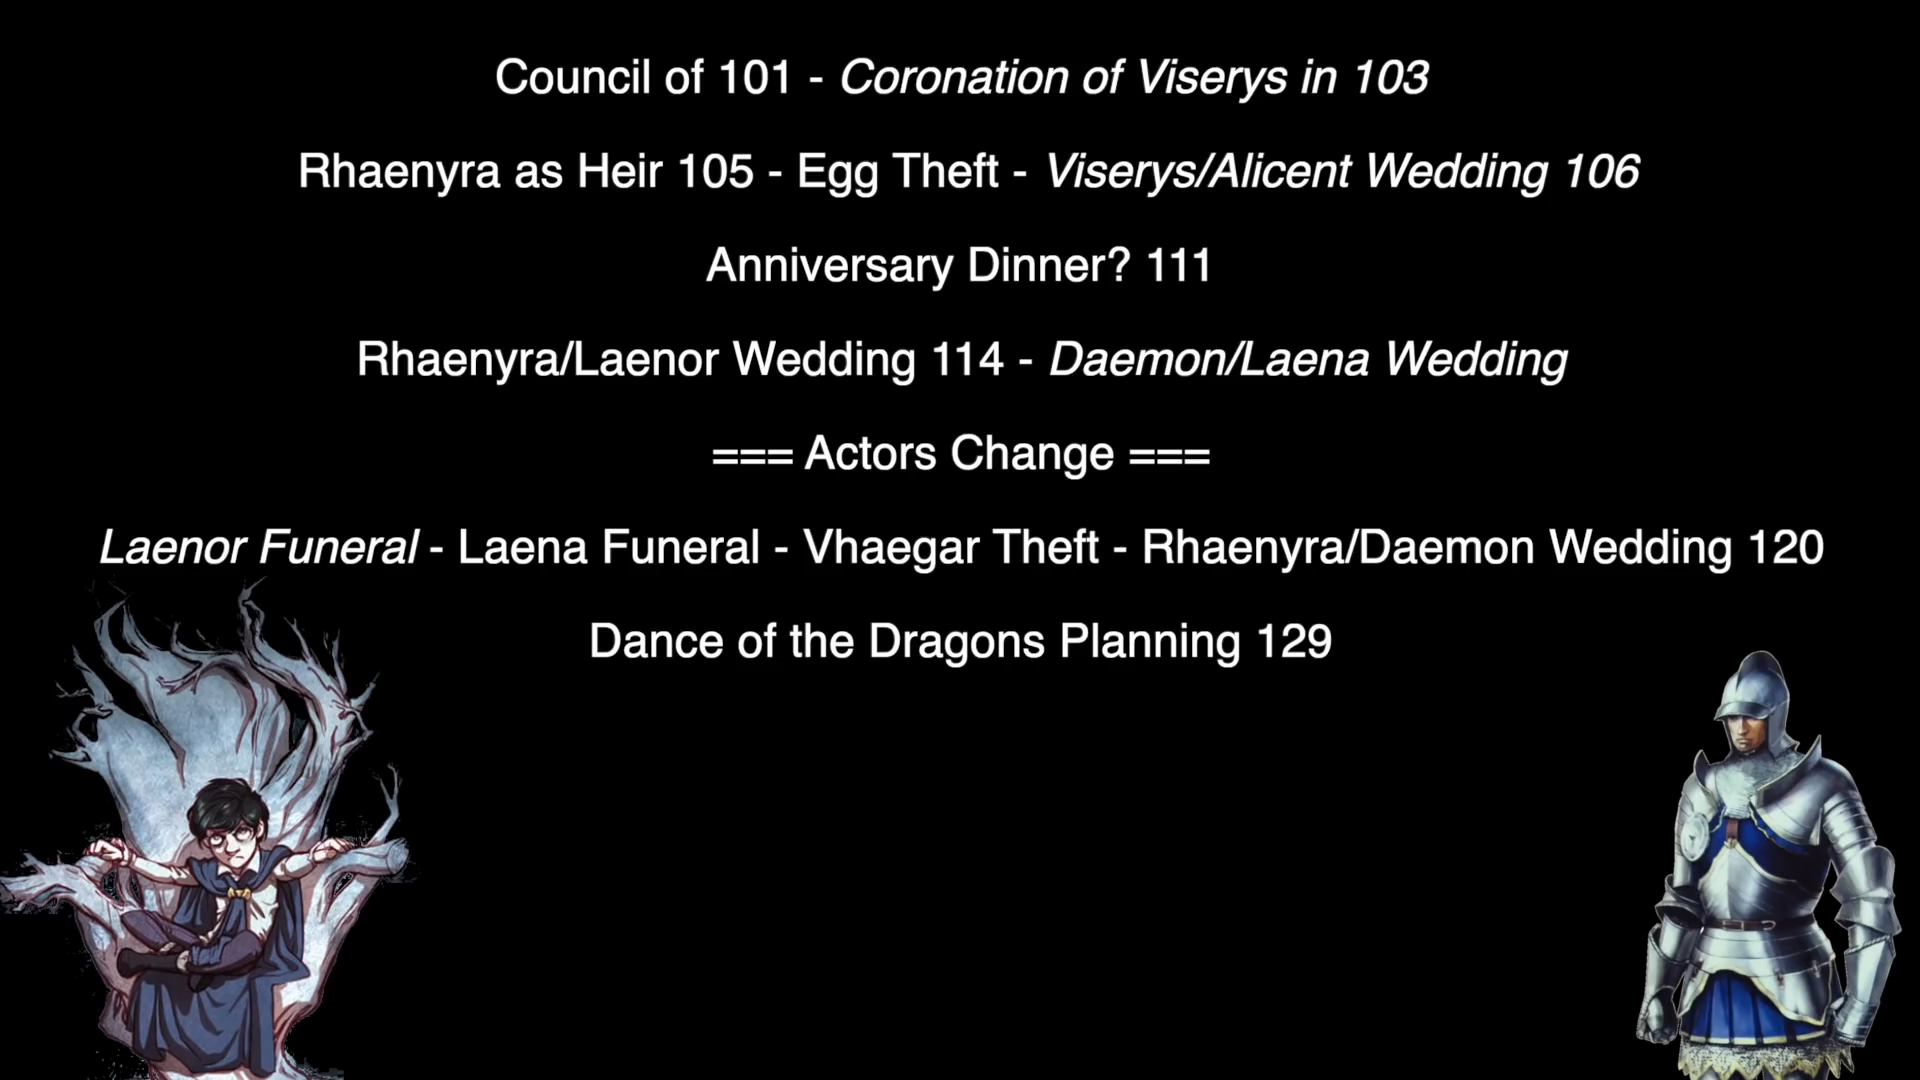 Council of 101 - Coronation of Viserys in 103
Rhaenyra as Heir 105 - Egg Theft - Viserys/Alicent Wedding 106
Anniversary Dinner? 111
Rhaenyra/Laenor Wedding 114 - Daemon/Laena Wedding
=== Actors Change ===
Laenor Funeral - Laena Funeral - Vhaegar Theft - Rhaenyra/Daemon Wedding 120
Dance of the Dragons Planning 129